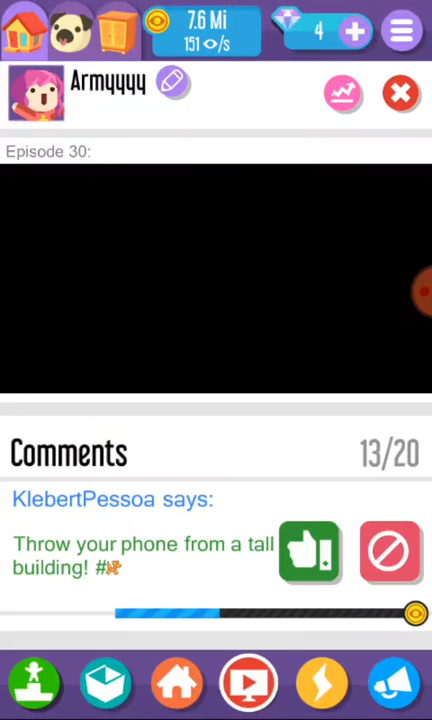 7.6 Mi
151 /s
4
Armyyyy
Episode 30:
Comments
13/20
KlebertPessoa says:
Throw your phone from a tall
building! #